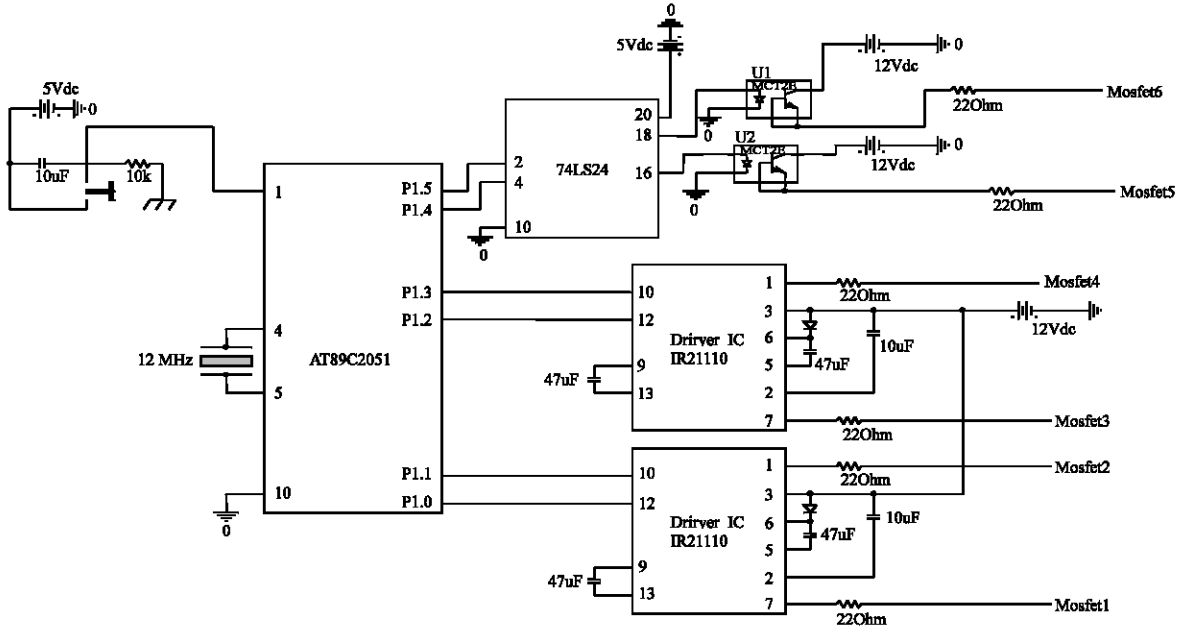 0
5Vdc
12Vdc
0
5Vdc
0
U1
MCT2E
22Ohm
Mosfet6
20
18
0
U2
MCT2E
12Vdc
0
10uF
10k
74LS24
2
4
16
10
1
P1.5
P1.4
0
0
22Ohm
Mosfet5
1
22Ohm
Mosfet4
P1.3
10
3
12Vdc
P1.2
12
4
Drirver IC
IR21110
6
10uF
12 MHz
AT89C2051
9
5
47uF
47uF
13
2
5
7
22Ohm
Mosfet3
P1.1
10
1
22Ohm
Mosfet2
10
P1.0
12
3
0
Drirver IC
IR21110
6
47uF
10uF
5
9
47uF
13
2
7
22Ohm
Mosfet1